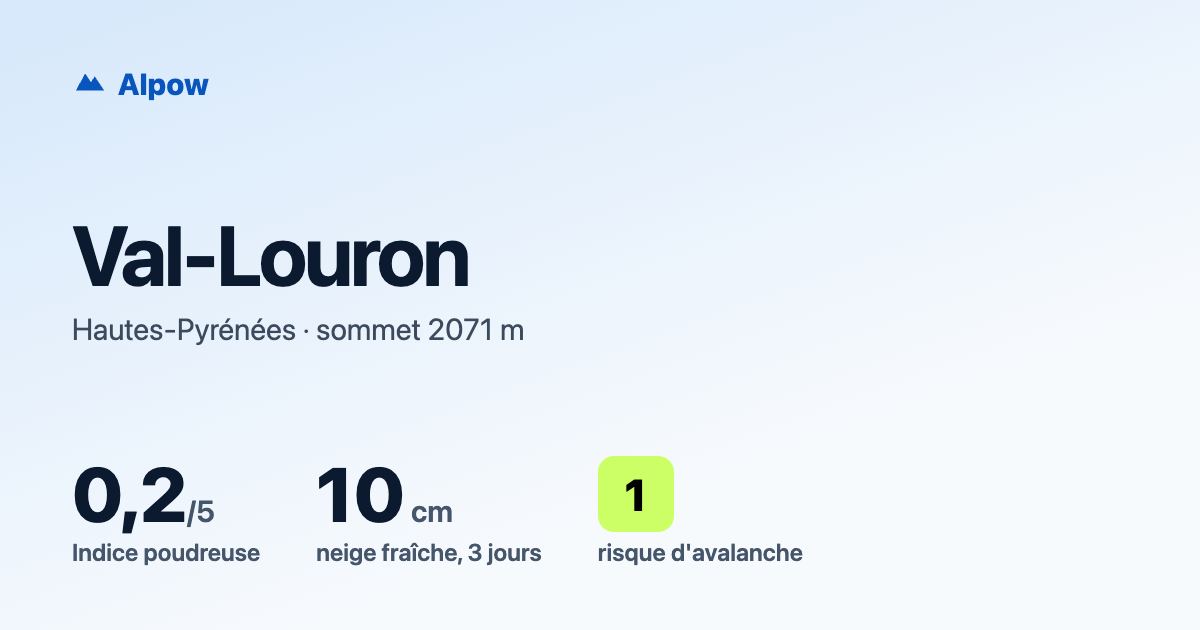 Alpow
Val-Louron
Hautes-Pyrénées · sommet 2071 m
0,2/5
Indice poudreuse
10 cm
neige fraîche, 3 jours
1
risque d'avalanche